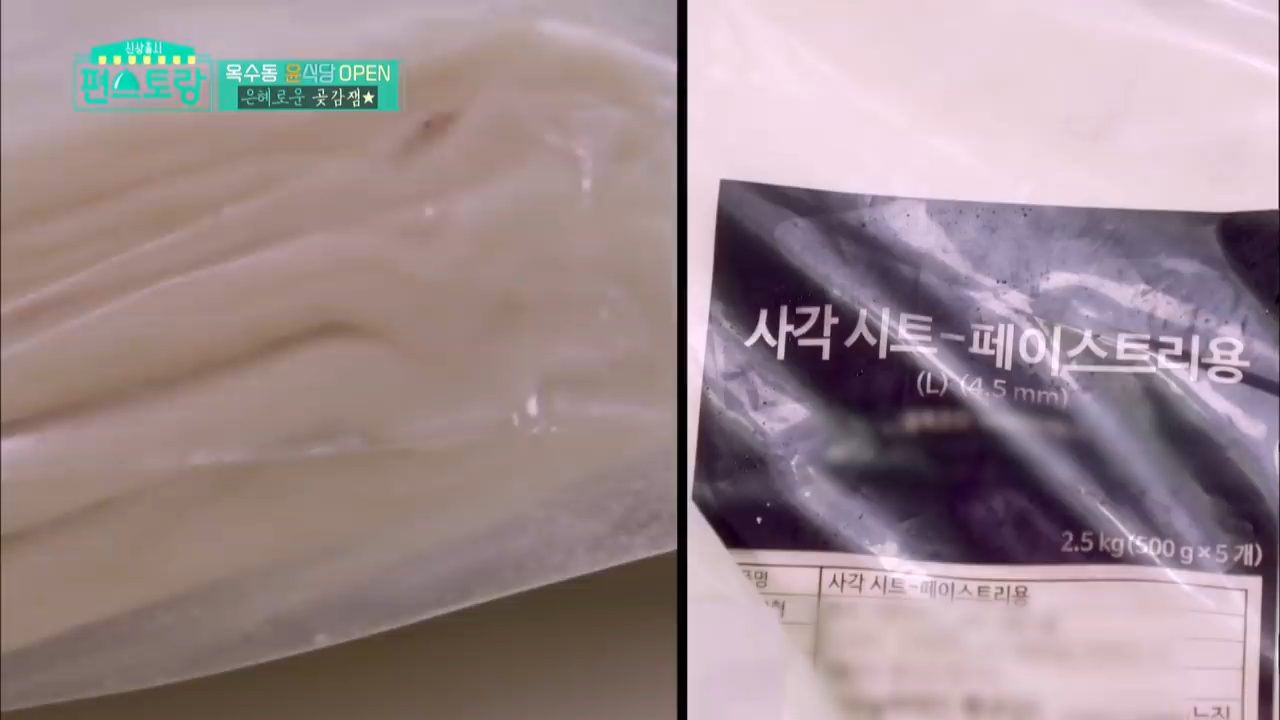 신상출시
편스토랑
옥수동 윤식당 OPEN
은혜로운 곶감잼★
사각 시트-페이스트리용
(L) (4.5 mm)
2.5 kg (500 g × 5 개)
사각 시트-페이스트리용